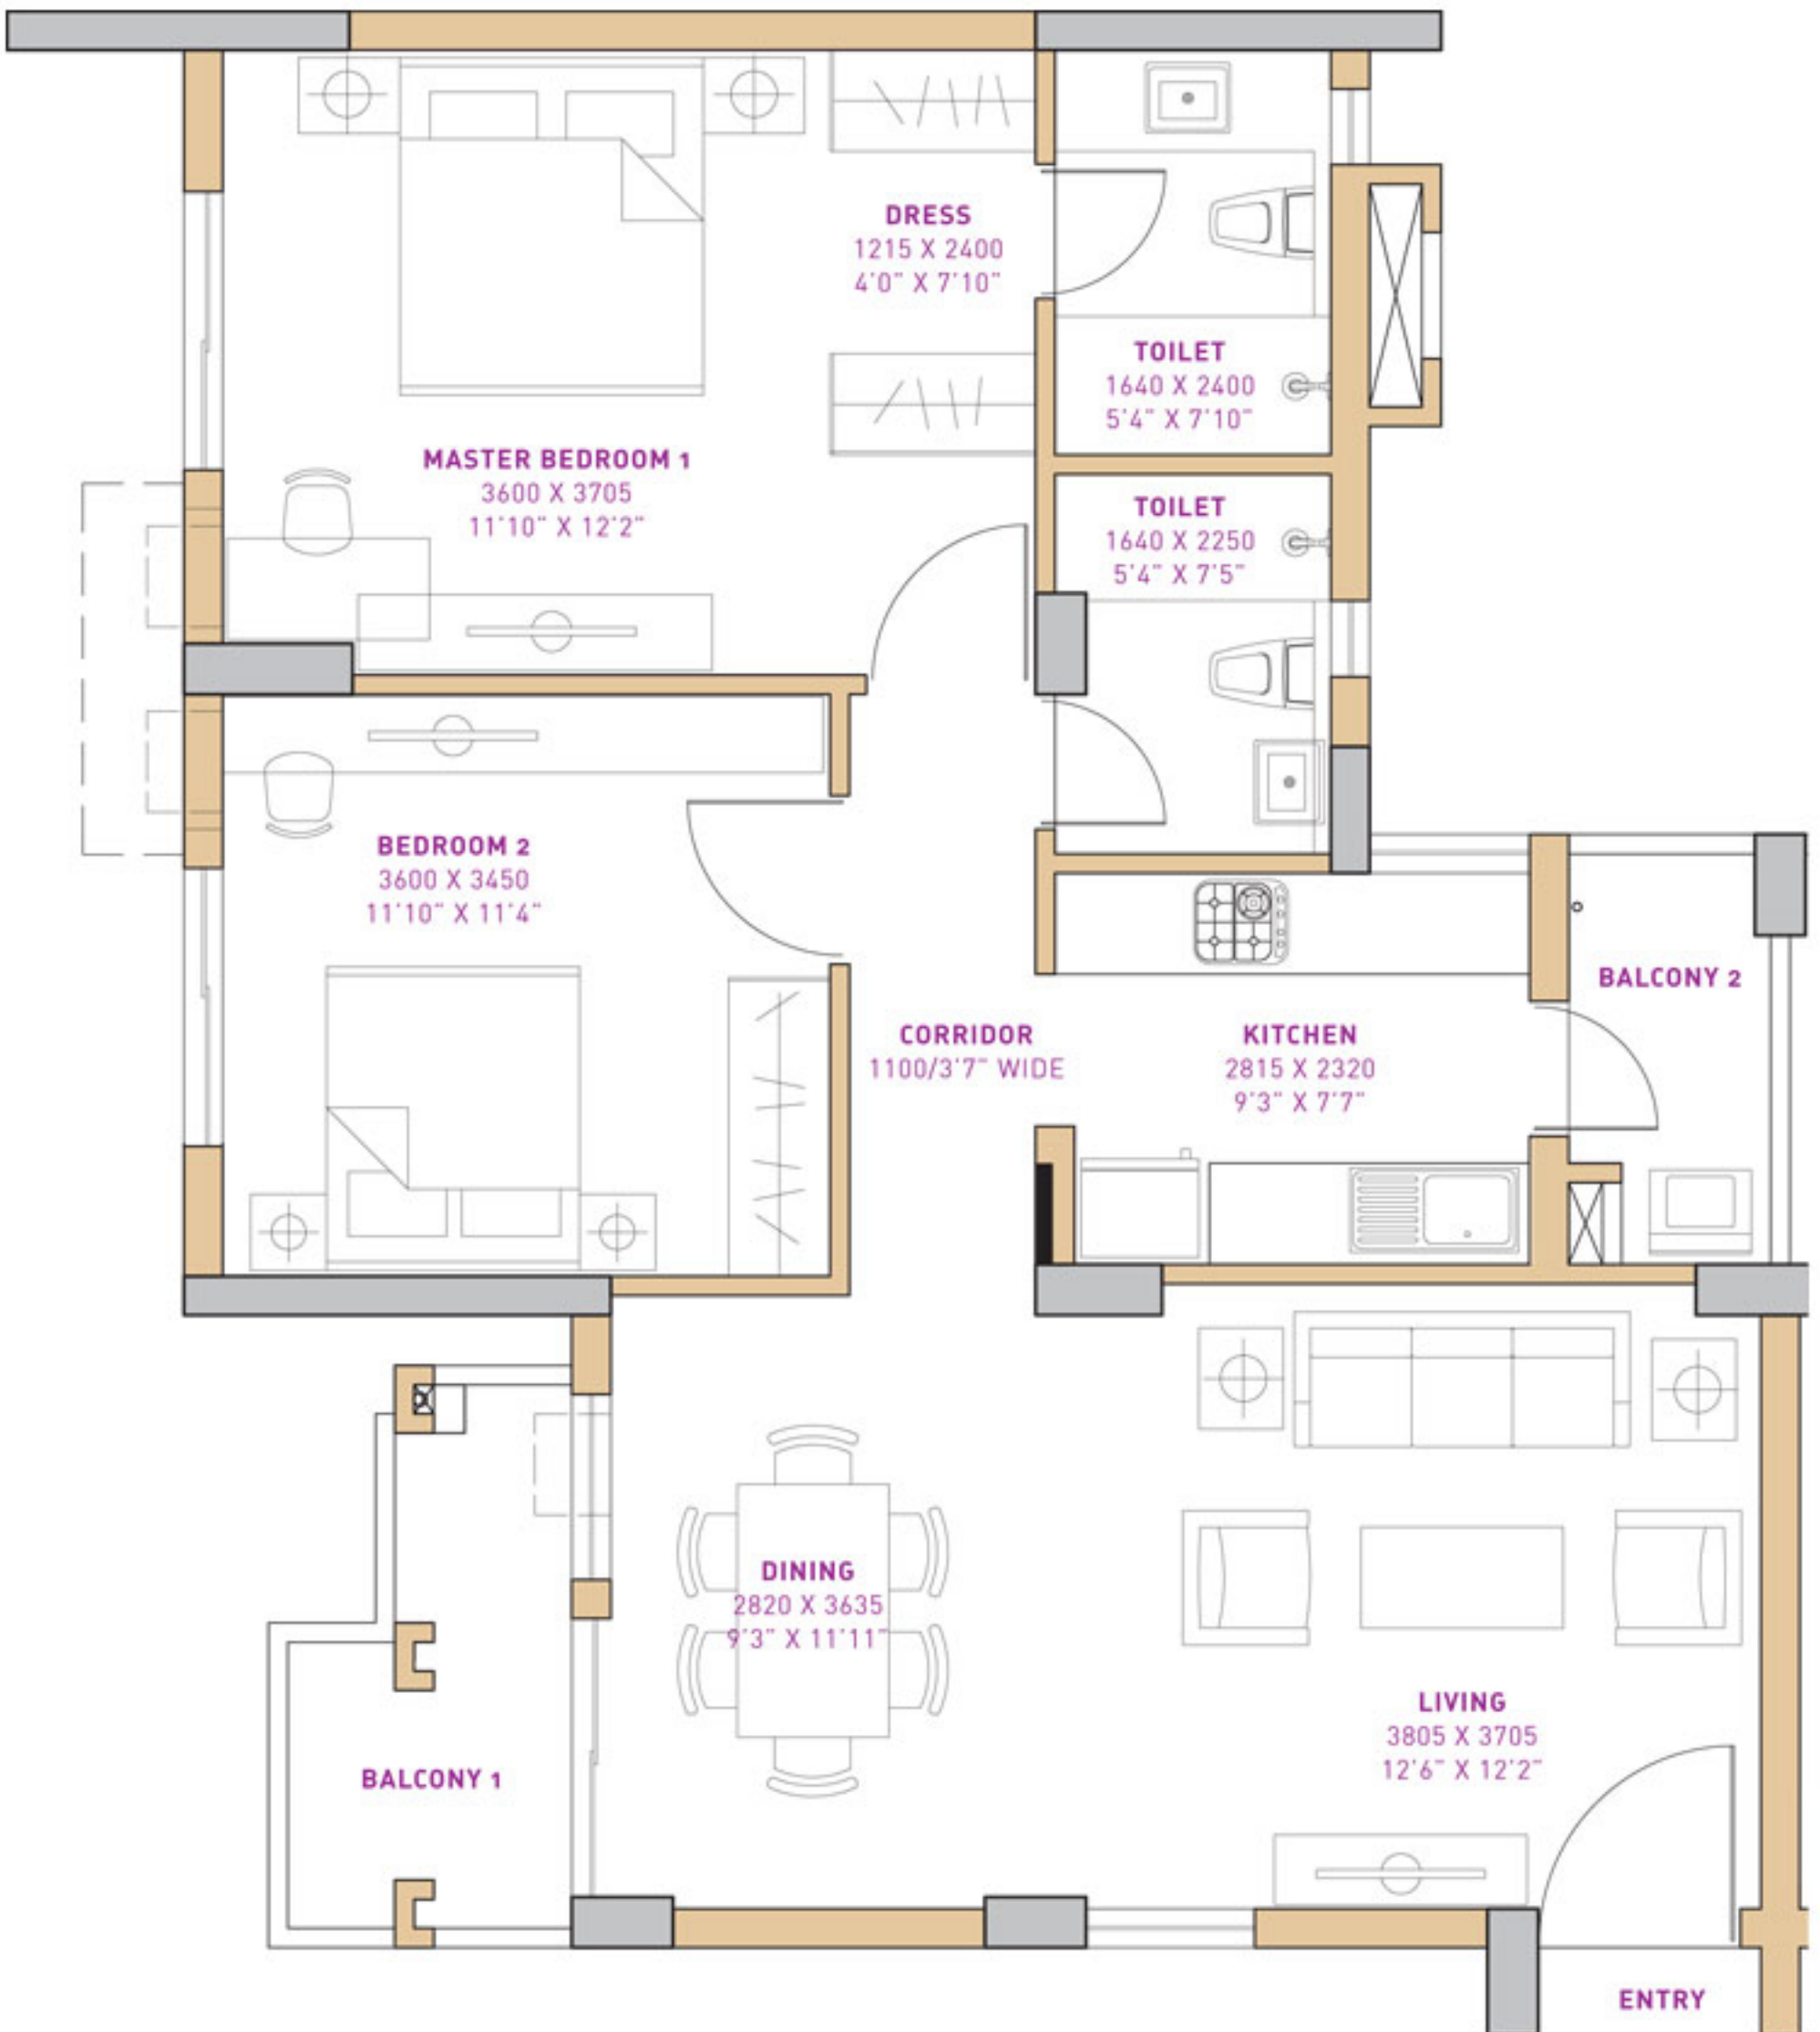 DRESS
1215 X 2400
4'0" X 7'10"
TOILET
1640 X 2400
5'4" X 7'10"
MASTER BEDROOM 1
3600 X 3705
11'10" X 12'2"
TOILET
1640 X 2250
5'4" X 7'5"
BEDROOM 2
3600 X 3450
11'10" X 11'4"
BALCONY 2
CORRIDOR
1100/3'7" WIDE
KITCHEN
2815 X 2320
9'3" X 7'7"
DINING
2820 X 3635
9'3" X 11'11"
LIVING
3805 X 3705
12'6" X 12'2"
BALCONY 1
ENTRY